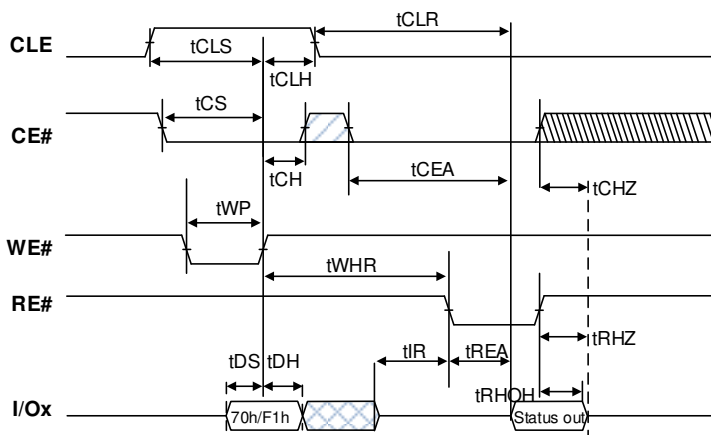 CLE
tCLR
tCLS
tCLH
CE#
tCS
tCH
tCEA
tCHZ
WE#
tWP
tWHR
RE#
tDS
tDH
tIR
tREA
tRHZ
tRHOH
I/Ox
70h/F1h
Status out